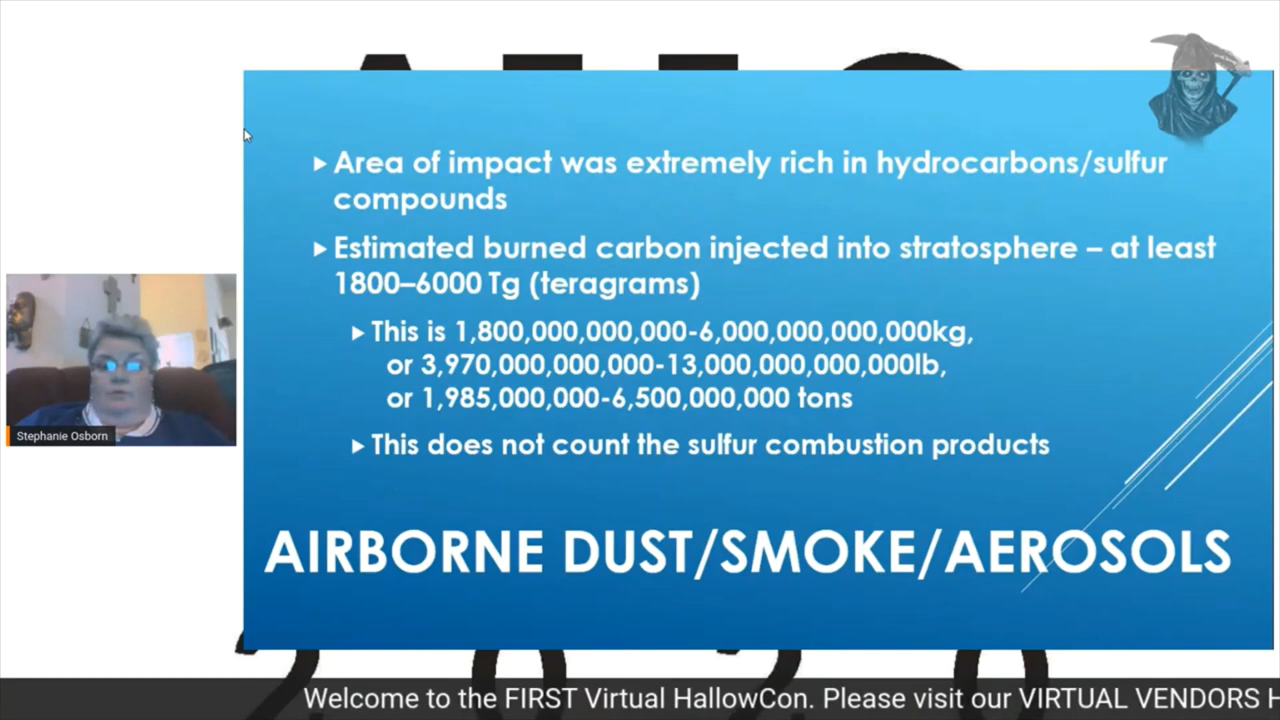 Area of impact was extremely rich in hydrocarbons/sulfur
compounds
Estimated burned carbon injected into stratosphere – at least
1800–6000 Tg (teragrams)
This is 1,800,000,000,000-6,000,000,000,000kg,
or 3,970,000,000,000-13,000,000,000,000lb,
or 1,985,000,000-6,500,000,000 tons
This does not count the sulfur combustion products
AIRBORNE DUST/SMOKE/AEROSOLS
Stephanie Osborn
2020
Welcome to the FIRST Virtual HallowCon. Please visit our VIRTUAL VENDORS H